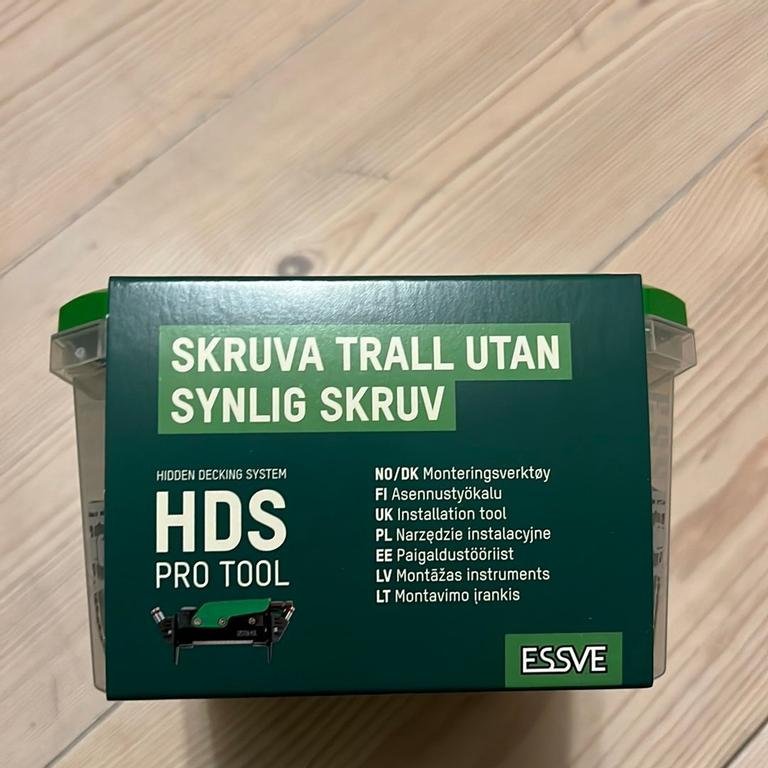 SKRUVA TRALL UTAN
SYNLIG SKRUV
HIDDEN DECKING SYSTEM
HDS
PRO TOOL
NO/DK Monteringsverktøy
FI Asennustyökalu
UK Installation tool
PL Narzędzie instalacyjne
EE Paigaldustööriist
LV Montāžas instruments
LT Montavimo įrankis
ESSVE